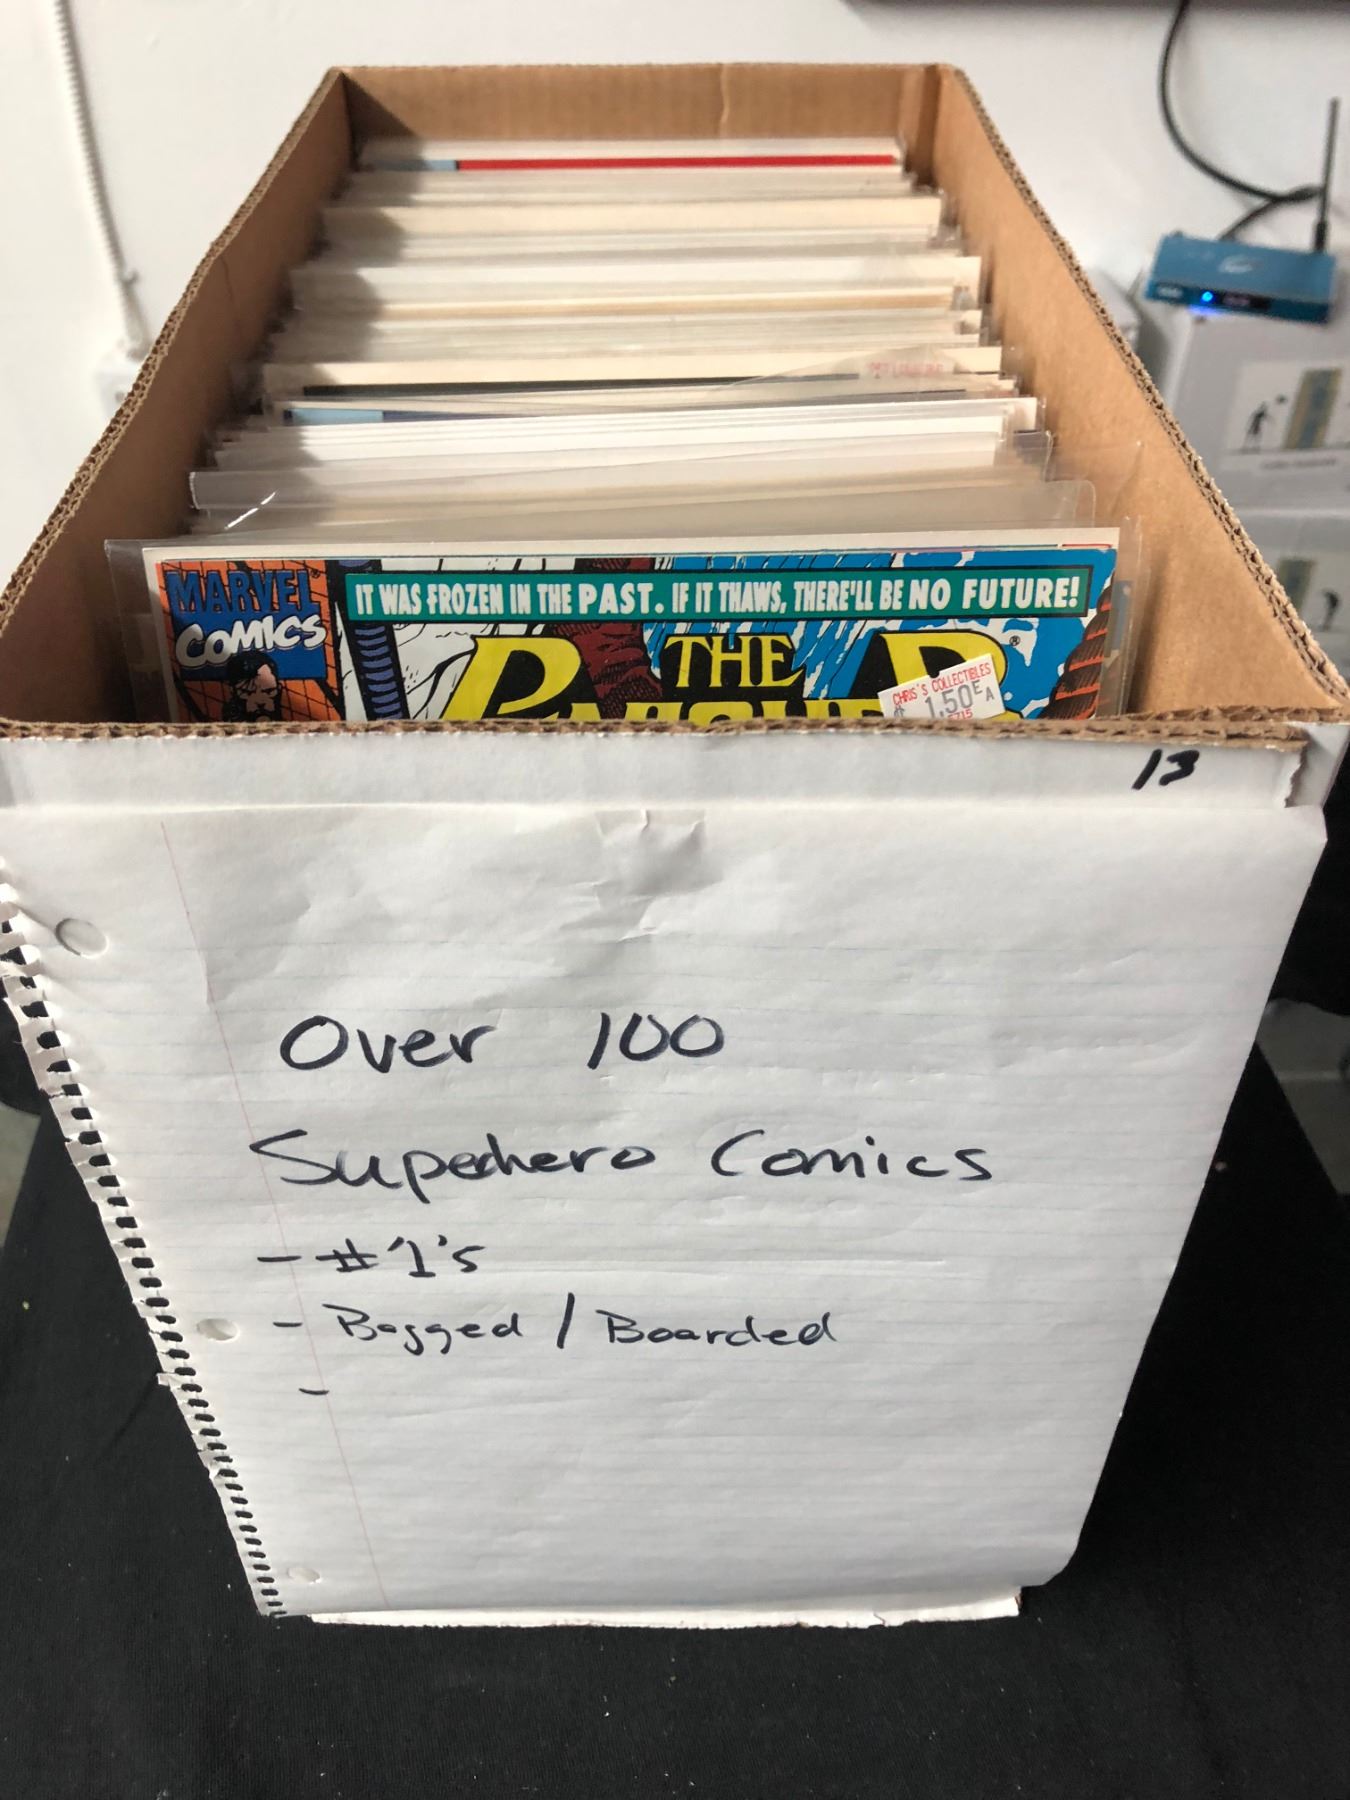 MARVEL
COMICS
IT WAS FROZEN IN THE PAST. IF IT THAWS, THERE'LL BE NO FUTURE!
THE
CHRIS'S COLLECTIBLES
1.50 EA
13
Over 100
Superhero Comics
- #1's
- Bagged / Boarded
-